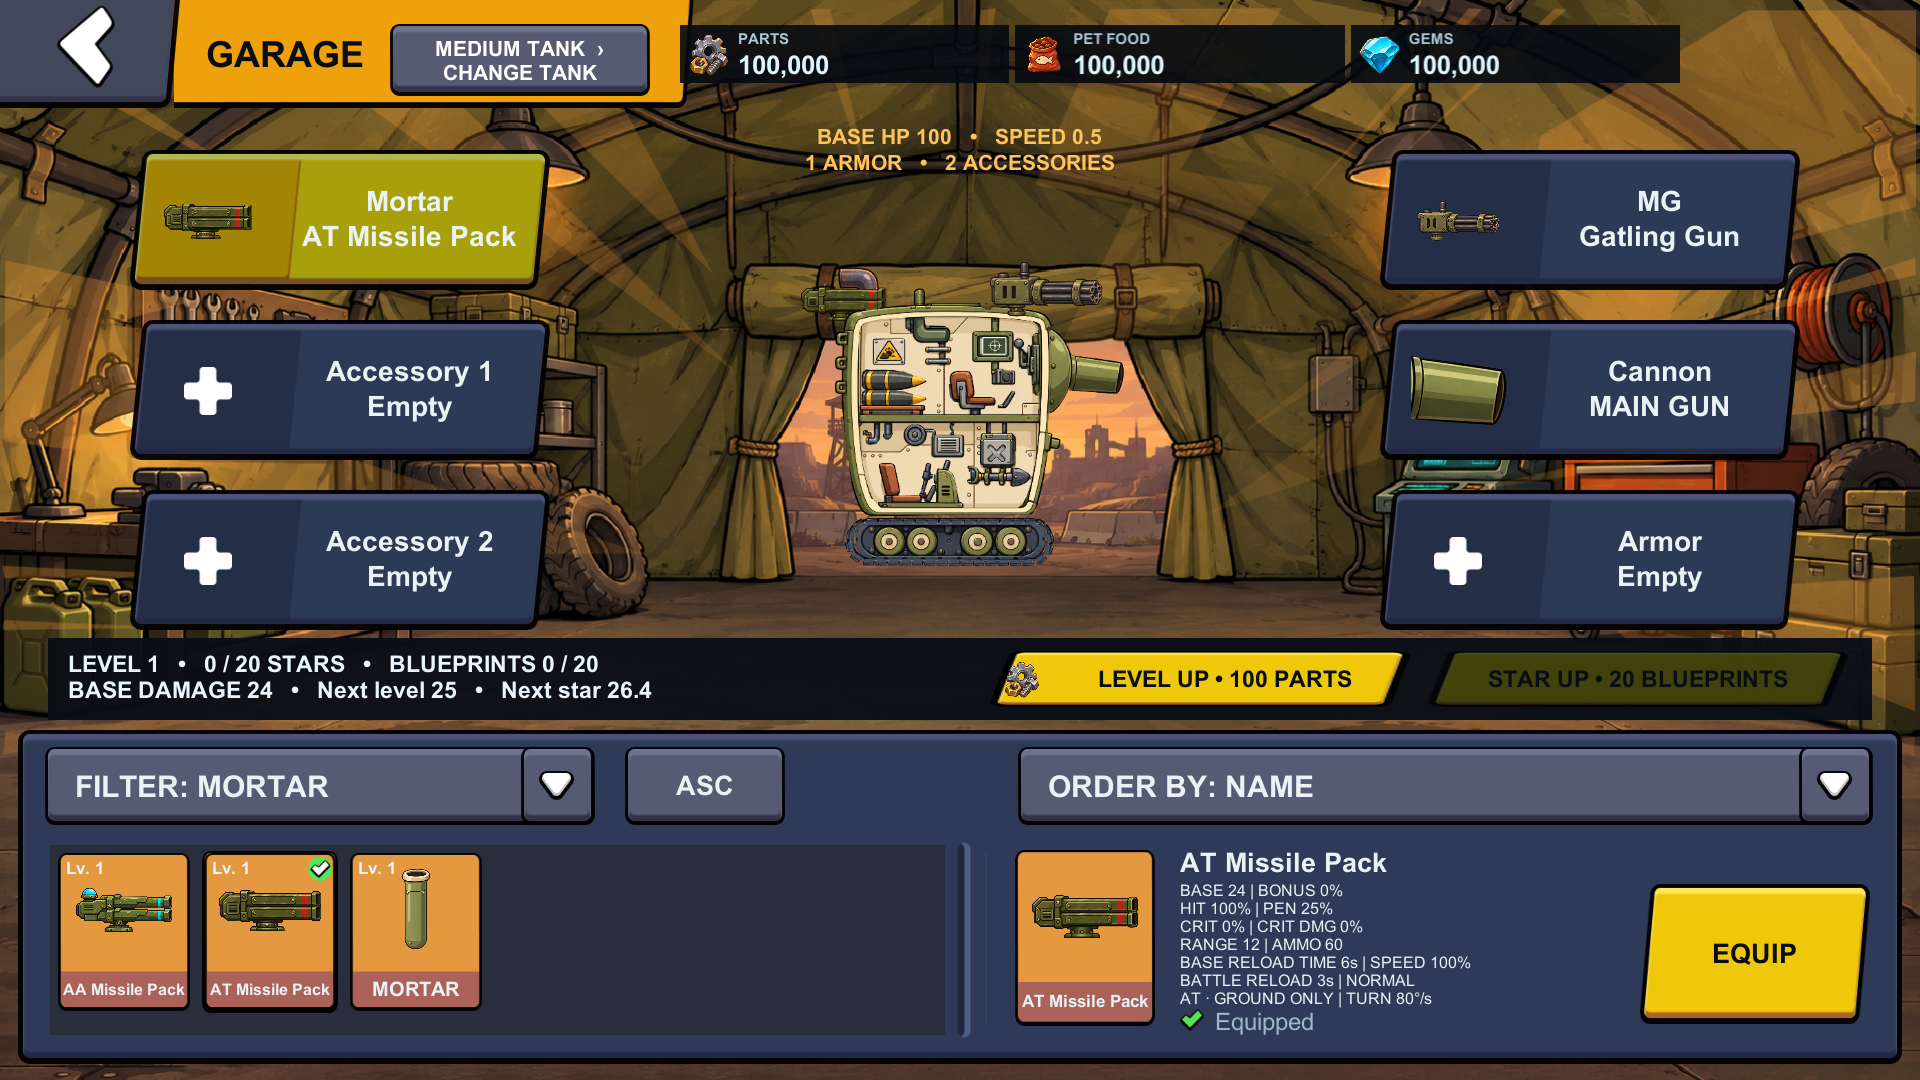 GARAGE
MEDIUM TANK ›
CHANGE TANK
PARTS
100,000
PET FOOD
100,000
GEMS
100,000
BASE HP 100 • SPEED 0.5
1 ARMOR • 2 ACCESSORIES
Mortar
AT Missile Pack
MG
Gatling Gun
Accessory 1
Empty
Cannon
MAIN GUN
Accessory 2
Empty
Armor
Empty
LEVEL 1 • 0 / 20 STARS • BLUEPRINTS 0 / 20
BASE DAMAGE 24 • Next level 25 • Next star 26.4
LEVEL UP • 100 PARTS
STAR UP • 20 BLUEPRINTS
FILTER: MORTAR
ASC
ORDER BY: NAME
Lv. 1
AA Missile Pack
Lv. 1
AT Missile Pack
Lv. 1
MORTAR
AT Missile Pack
AT Missile Pack
BASE 24 | BONUS 0%
HIT 100% | PEN 25%
CRIT 0% | CRIT DMG 0%
RANGE 12 | AMMO 60
BASE RELOAD TIME 6s | SPEED 100%
BATTLE RELOAD 3s | NORMAL
AT · GROUND ONLY | TURN 80°/s
Equipped
EQUIP